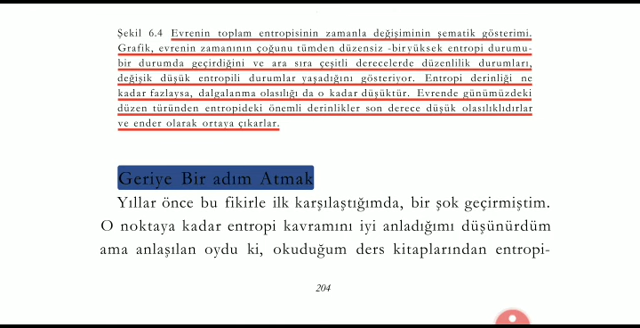 Şekil 6.4 Evrenin toplam entropisinin zamanla değişiminin şematik gösterimi.
Grafik, evrenin zamanının çoğunu tümden düzensiz -biryüksek entropi durumu-
bir durumda geçirdiğini ve ara sıra çeşitli derecelerde düzenlilik durumları,
değişik düşük entropili durumlar yaşadığını gösteriyor. Entropi derinliği ne
kadar fazlaysa, dalgalanma olasılığı da o kadar düşüktür. Evrende günümüzdeki
düzen türünden entropideki önemli derinlikler son derece düşük olasılıklıdırlar
ve ender olarak ortaya çıkarlar.
Geriye Bir adım Atmak
Yıllar önce bu fikirle ilk karşılaştığımda, bir şok geçirmiştim.
O noktaya kadar entropi kavramını iyi anladığımı düşünürdüm
ama anlaşılan oydu ki, okuduğum ders kitaplarından entropi-
204